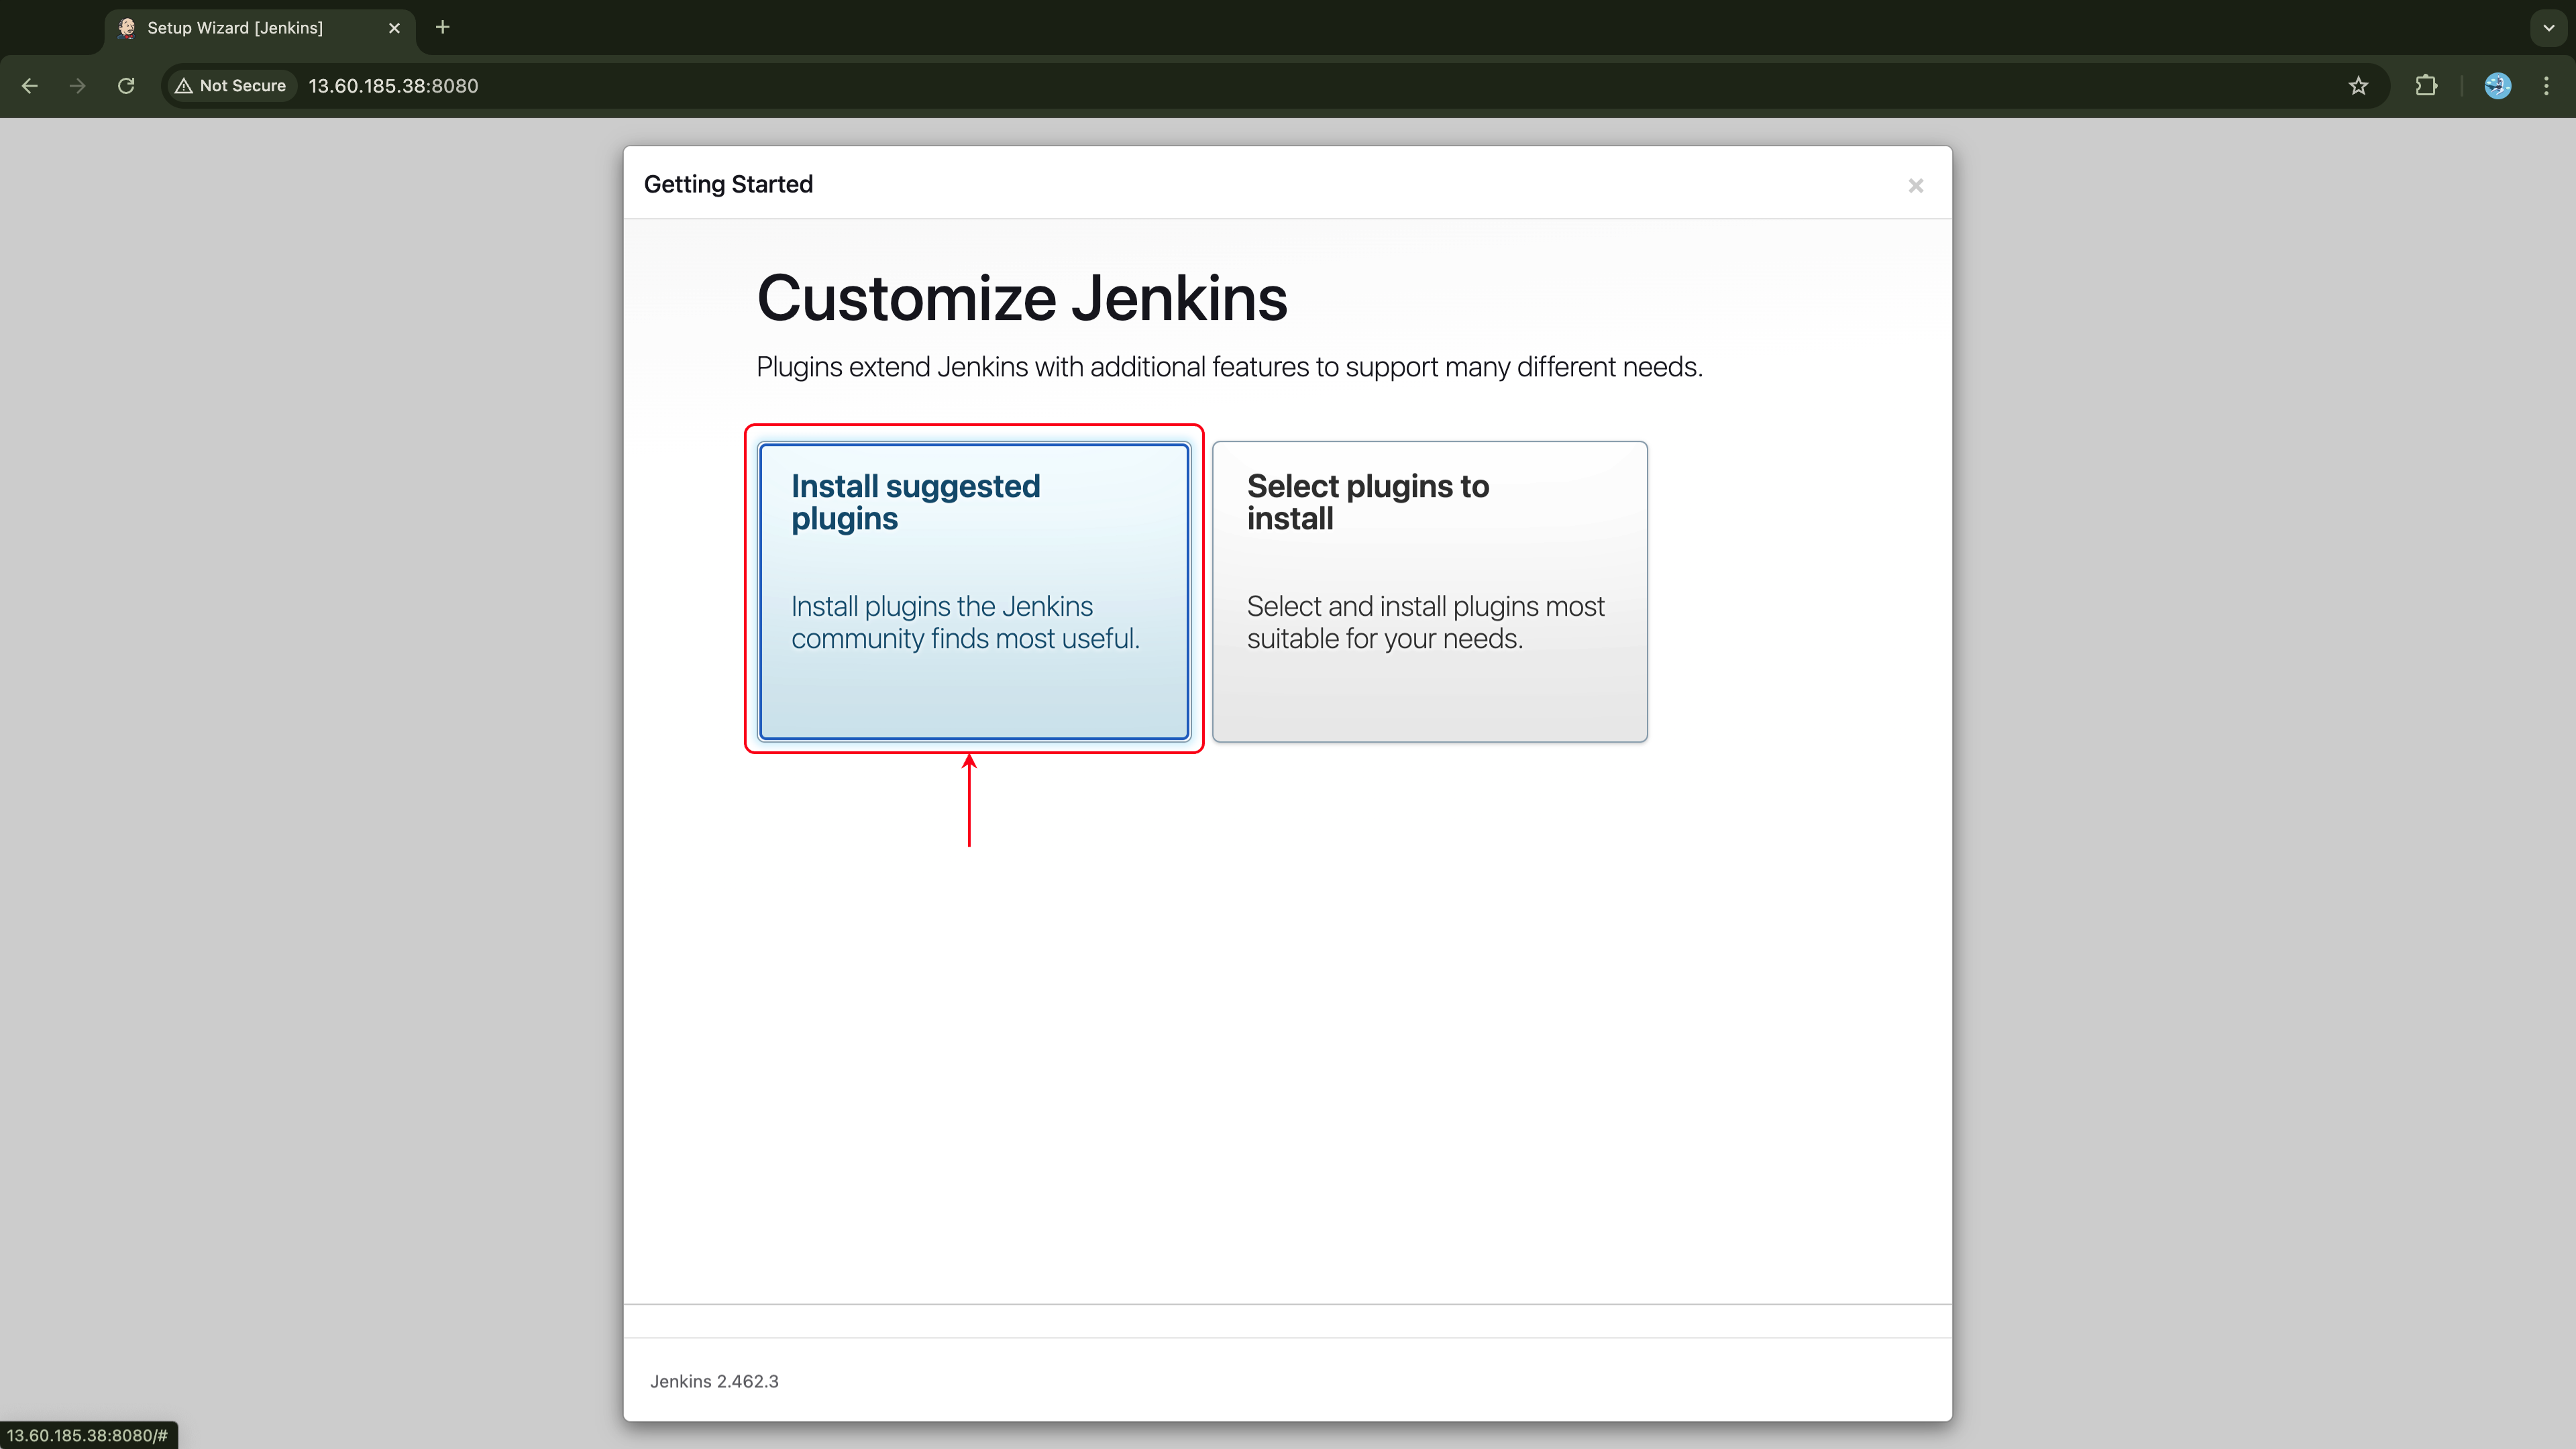 Setup Wizard [Jenkins]
Not Secure 13.60.185.38:8080
Getting Started
Customize Jenkins
Plugins extend Jenkins with additional features to support many different needs.
Install suggested
plugins
Install plugins the Jenkins
community finds most useful.
Select plugins to
install
Select and install plugins most
suitable for your needs.
Jenkins 2.462.3
13.60.185.38:8080/#